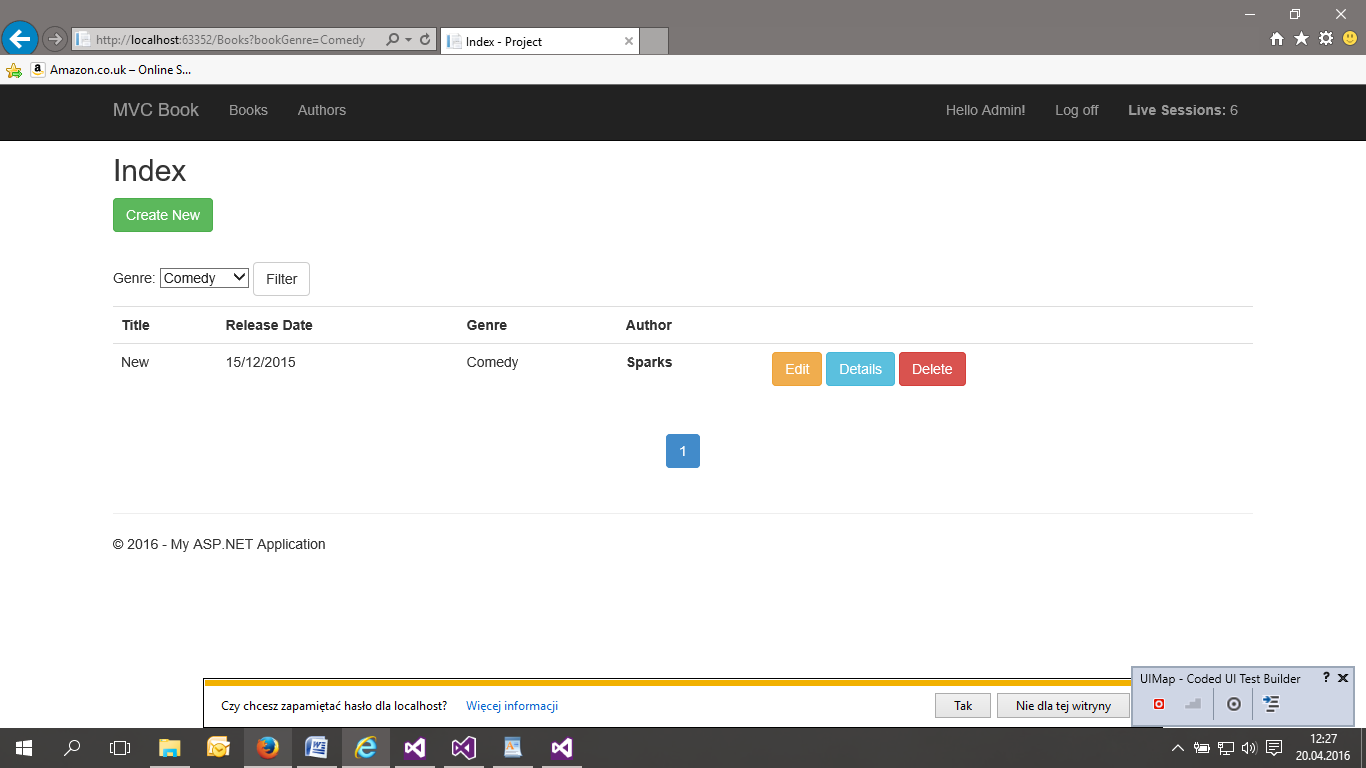 http://localhost:63352/Books?bookGenre=Comedy
Index - Project
Amazon.co.uk – Online S...
MVC Book Books Authors Hello Admin! Log off Live Sessions: 6
Index
Create New
Genre: Comedy Filter
Title Release Date Genre Author
New 15/12/2015 Comedy Sparks Edit Details Delete
1
© 2016 - My ASP.NET Application
UIMap - Coded UI Test Builder ?
Czy chcesz zapamiętać hasło dla localhost? Więcej informacji Tak Nie dla tej witryny
12:27
20.04.2016